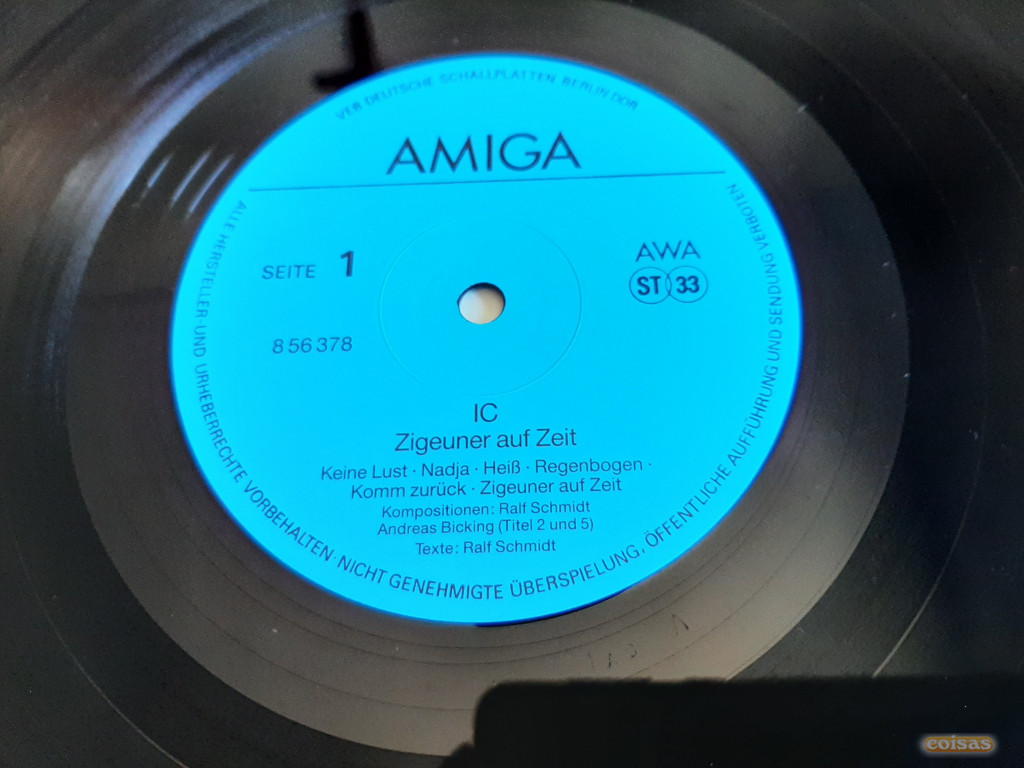 VEB DEUTSCHE SCHALLPLATTEN BERLIN DDR
AMIGA
SEITE 1
AWA
ST 33
8 56 378
IC
Zigeuner auf Zeit
Keine Lust · Nadja · Heiß · Regenbogen ·
Komm zurück · Zigeuner auf Zeit
Kompositionen: Ralf Schmidt
Andreas Bicking (Titel 2 und 5)
Texte: Ralf Schmidt
ALLE HERSTELLER- UND URHEBERRECHTE VORBEHALTEN · NICHT GENEHMIGTE ÜBERSPIELUNG, ÖFFENTLICHE AUFFÜHRUNG UND SENDUNG VERBOTEN
coisas